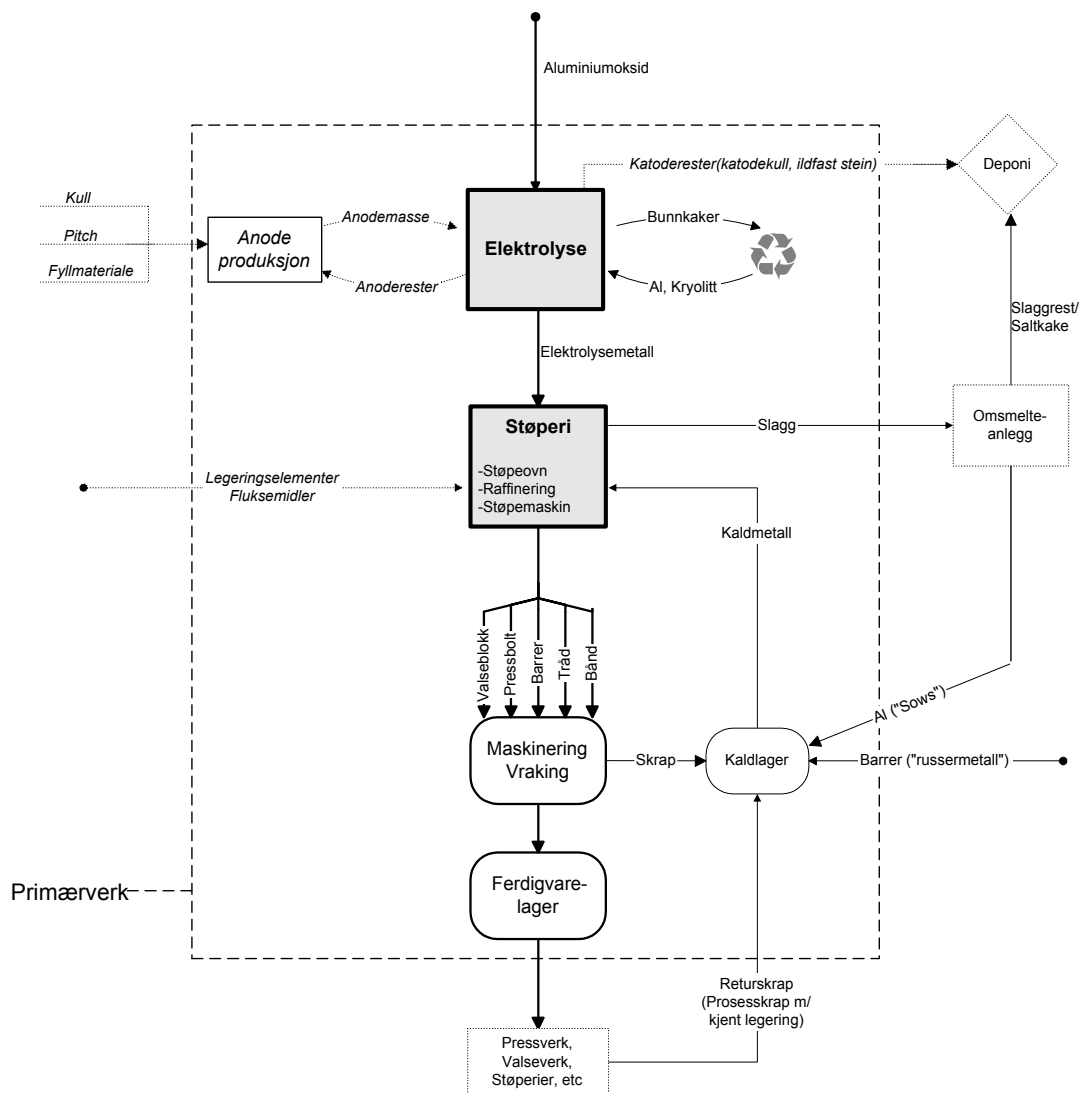 Aluminiumoksid
Katoderester(katodekull, ildfast stein)
Deponi
Kull
Pitch
Fyllmateriale
Anode
produksjon
Anodemasse
Anoderester
Elektrolyse
Bunnkaker
Al, Kryolitt
Slaggrest/
Saltkake
Elektrolysemetall
Støperi
-Støpeovn
-Raffinering
-Støpemaskin
Slagg
Omsmelte-
anlegg
Legeringselementer
Fluksemidler
Kaldmetall
Valseblokk
Pressbolt
Barrer
Tråd
Bånd
Al ("Sows")
Maskinering
Vraking
Skrap
Kaldlager
Barrer ("russermetall")
Ferdigvare-
lager
Primærverk
Returskrap
(Prosesskrap m/
kjent legering)
Pressverk,
Valseverk,
Støperier, etc